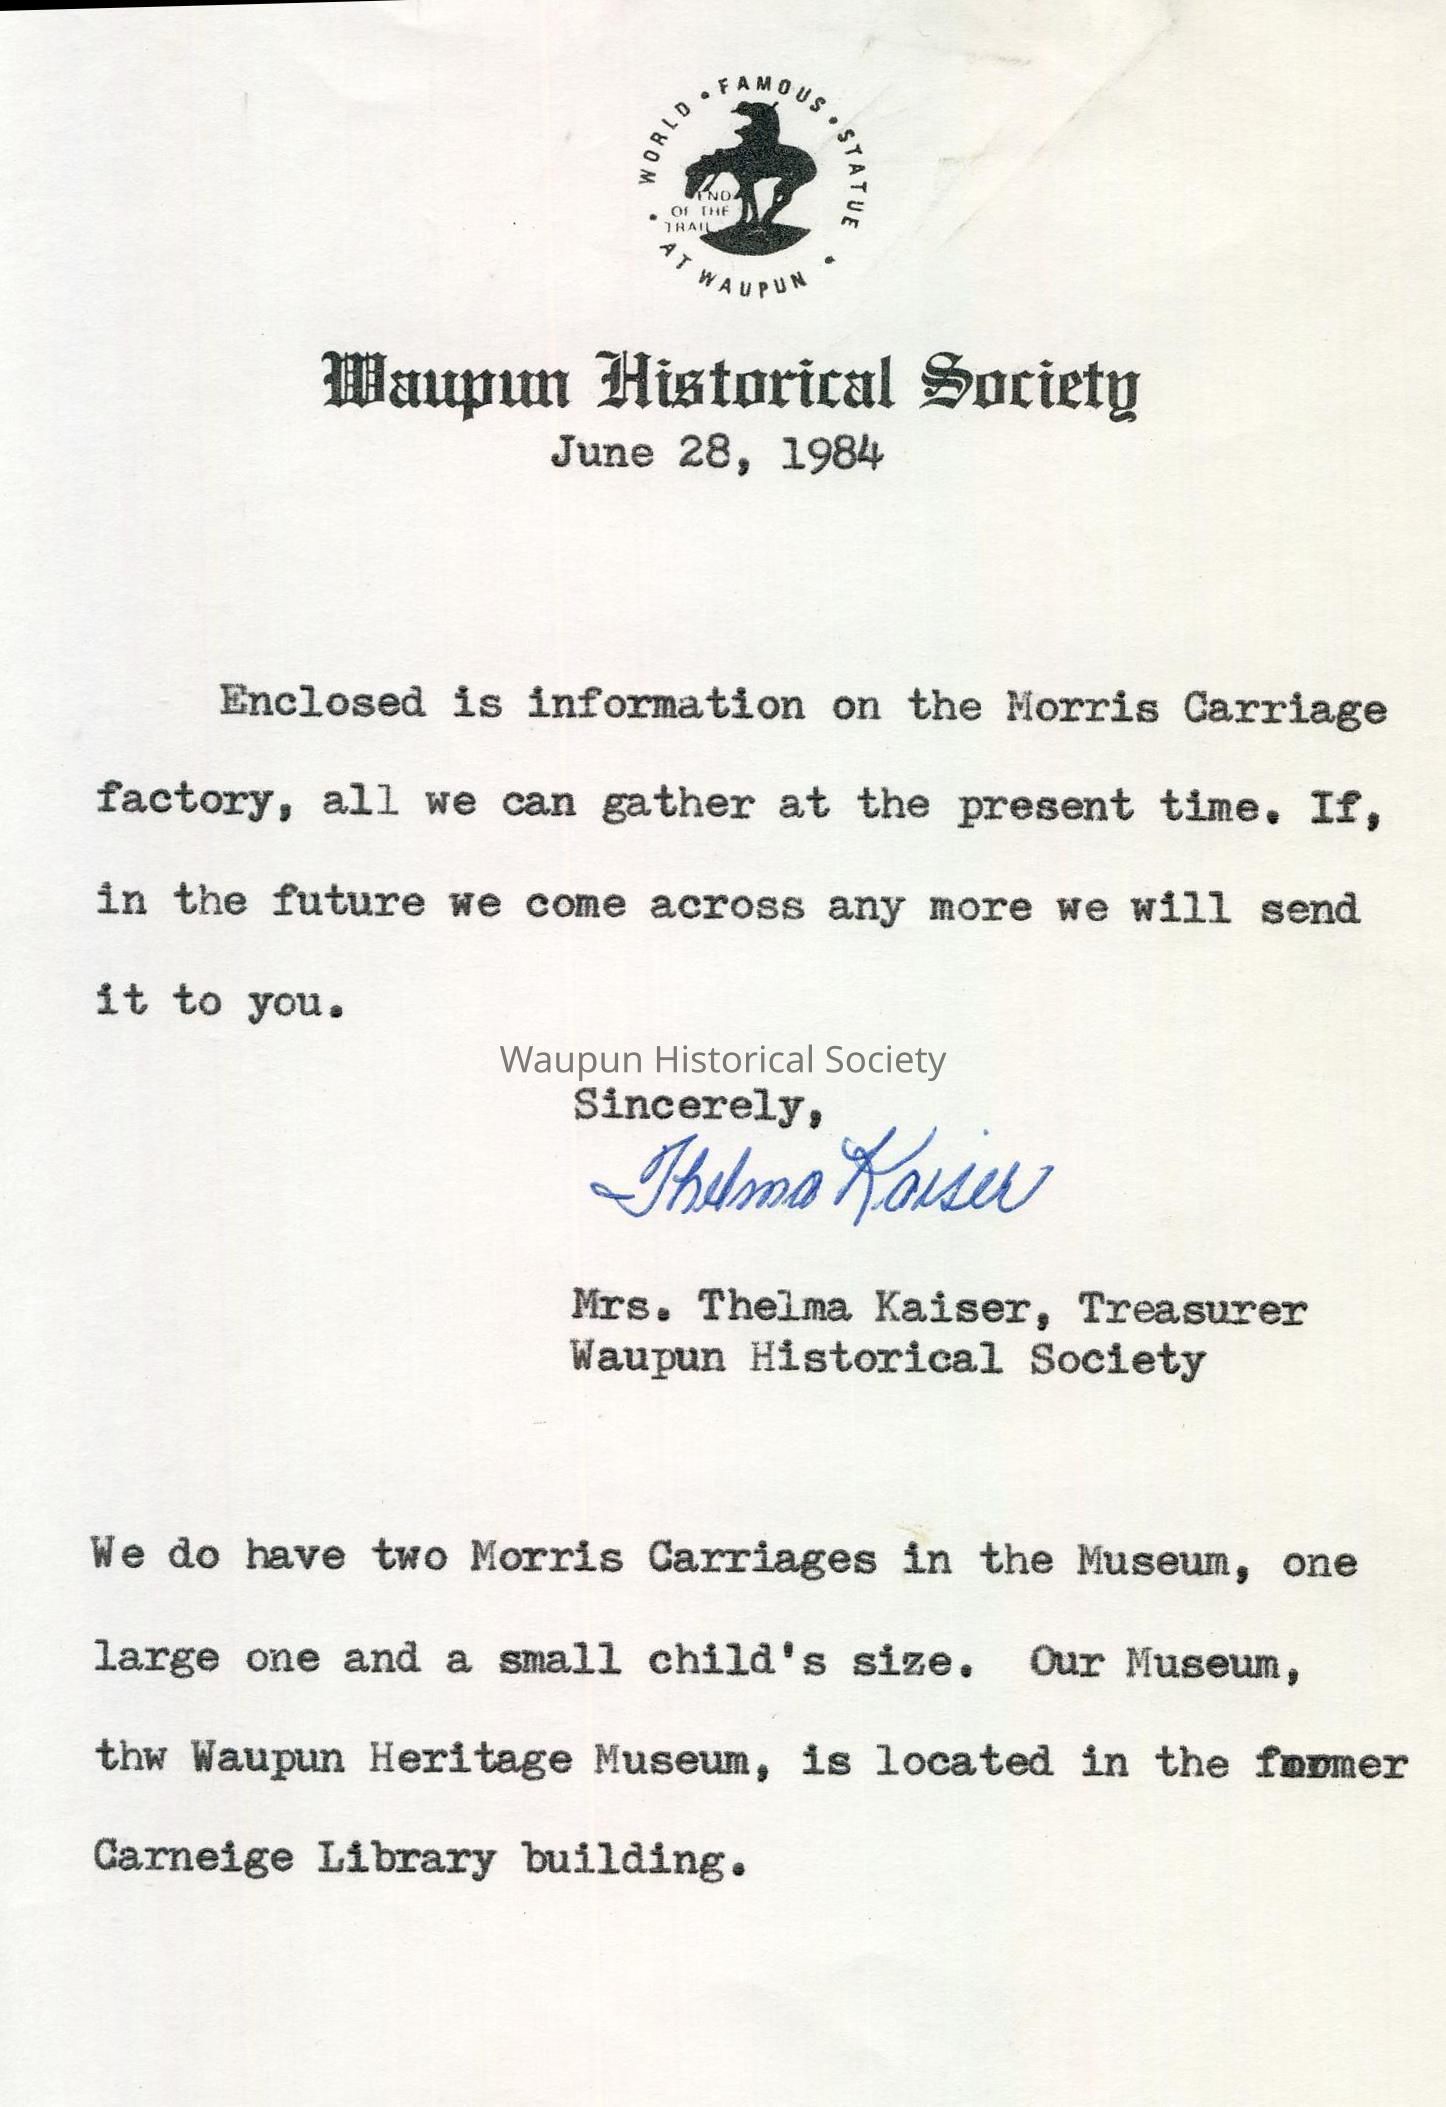 WORLD • FAMOUS • STATUE • AT WAUPUN •
END
OF THE
TRAIL
Waupun Historical Society
June 28, 1984
Enclosed is information on the Morris Carriage
factory, all we can gather at the present time. If,
in the future we come across any more we will send
it to you.
Waupun Historical Society
Sincerely,
Thelma Kaiser
Mrs. Thelma Kaiser, Treasurer
Waupun Historical Society
We do have two Morris Carriages in the Museum, one
large one and a small child's size. Our Museum,
thw Waupun Heritage Museum, is located in the former
Carneige Library building.